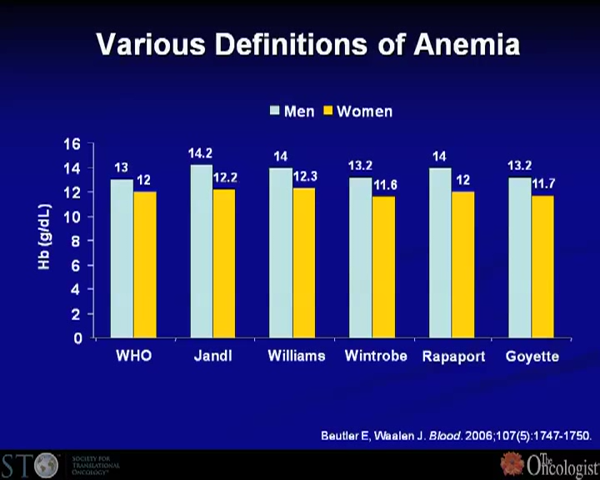 Various Definitions of Anemia
Men Women
16
14
12
10
8
6
4
2
0
Hb (g/dL)
13 12 14.2 12.2 14 12.3 13.2 11.6 14 12 13.2 11.7
WHO Jandl Williams Wintrobe Rapaport Goyette
Beutler E, Waalen J. Blood. 2006;107(5):1747-1750.
STO
SOCIETY FOR
TRANSLATIONAL
ONCOLOGY
The
Oncologist